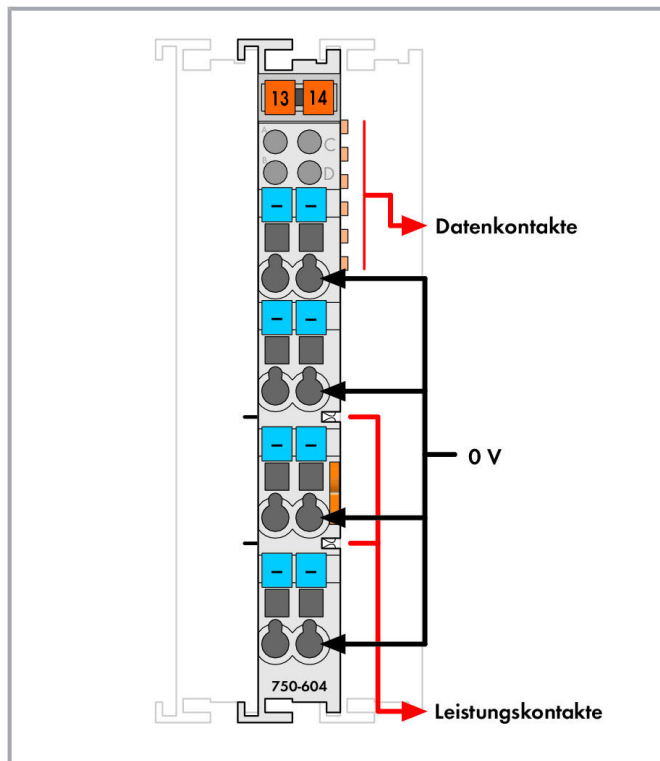 13 14
A C
B D
– –
Datenkontakte
– –
– –
0 V
– –
750-604
Leistungskontakte